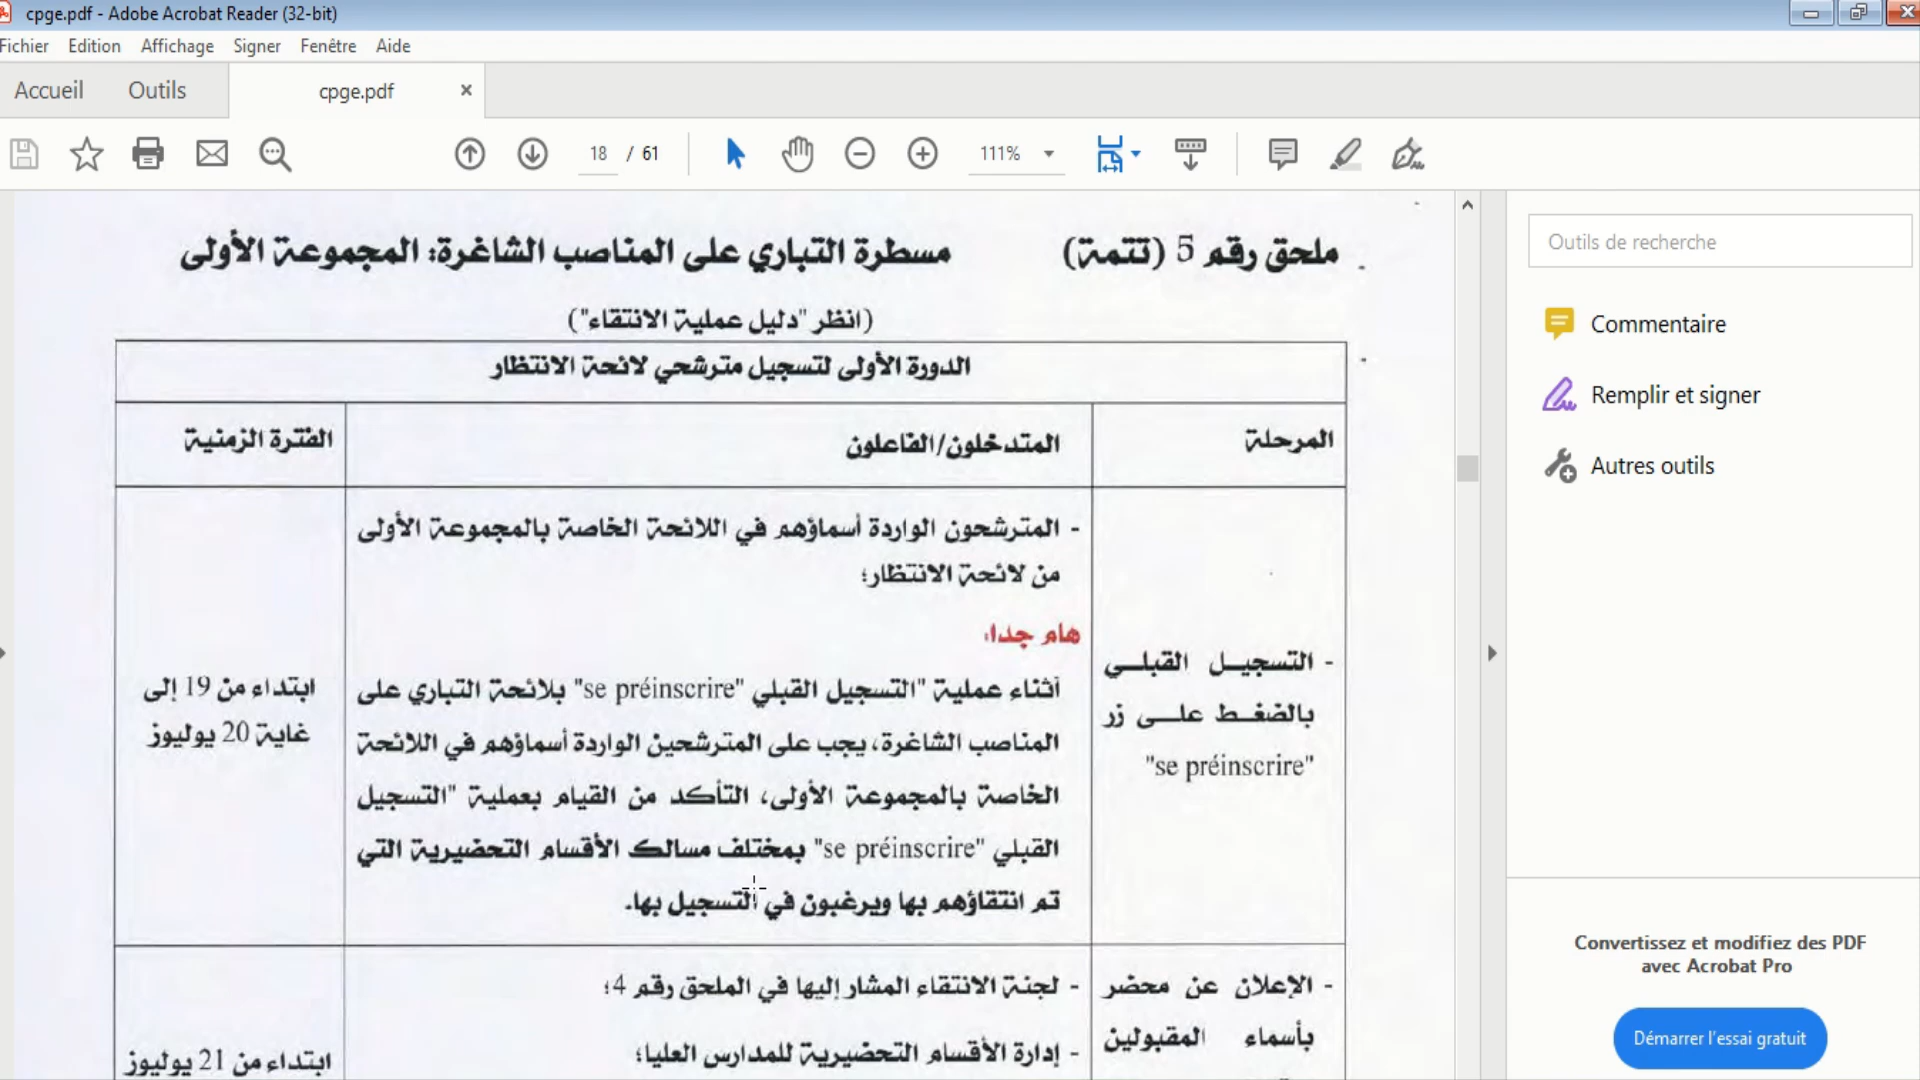 cpge.pdf - Adobe Acrobat Reader (32-bit)
Fichier Edition Affichage Signer Fenêtre Aide
Accueil Outils cpge.pdf
18 / 61 111%
ملحق رقم 5 (تتمة) مسطرة التباري على المناصب الشاغرة: المجموعة الأولى
(انظر "دليل عملية الانتقاء")
الدورة الأولى لتسجيل مترشحي لائحة الانتظار
المرحلة المتدخلون/الفاعلون الفترة الزمنية
- التسجيل القبلي
بالضغط على زر
"se préinscrire"
- المترشحون الواردة أسماؤهم في اللائحة الخاصة بالمجموعة الأولى
من لائحة الانتظار؛
هام جدا:
أثناء عملية "التسجيل القبلي "se préinscrire" بلائحة التباري على
المناصب الشاغرة، يجب على المترشحين الواردة أسماؤهم في اللائحة
الخاصة بالمجموعة الأولى، التأكد من القيام بعملية "التسجيل
القبلي "se préinscrire" بمختلف مسالك الأقسام التحضيرية التي
تم انتقاؤهم بها ويرغبون في التسجيل بها.
ابتداء من 19 إلى
غاية 20 يوليوز
- الإعلان عن محضر
بأسماء المقبولين
- لجنة الانتقاء المشار إليها في الملحق رقم 4؛
- إدارة الأقسام التحضيرية للمدارس العليا؛
ابتداء من 21 يوليوز
Outils de recherche
Commentaire
Remplir et signer
Autres outils
Convertissez et modifiez des PDF
avec Acrobat Pro
Démarrer l'essai gratuit